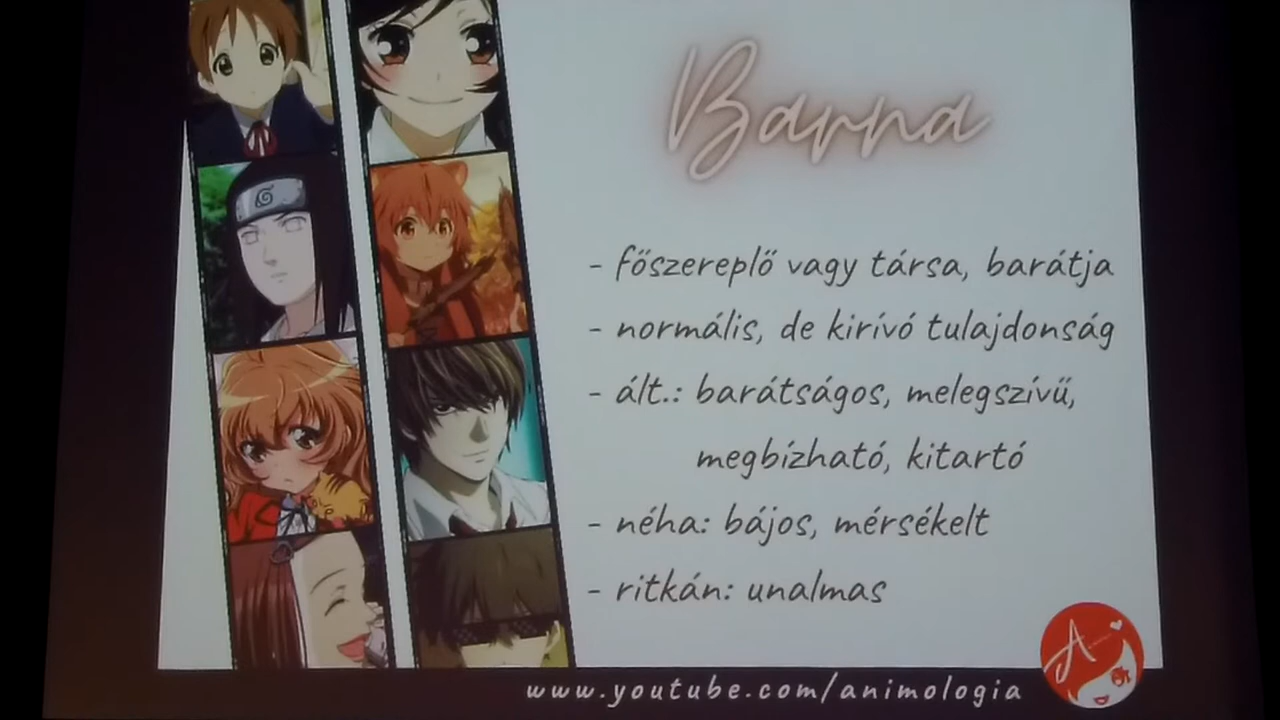 Barna
- főszereplő vagy társa, barátja
- normális, de kirívó tulajdonság
- ált.: barátságos, melegszívű,
megbízható, kitartó
- néha: bájos, mérsékelt
- ritkán: unalmas
www.youtube.com/animologia